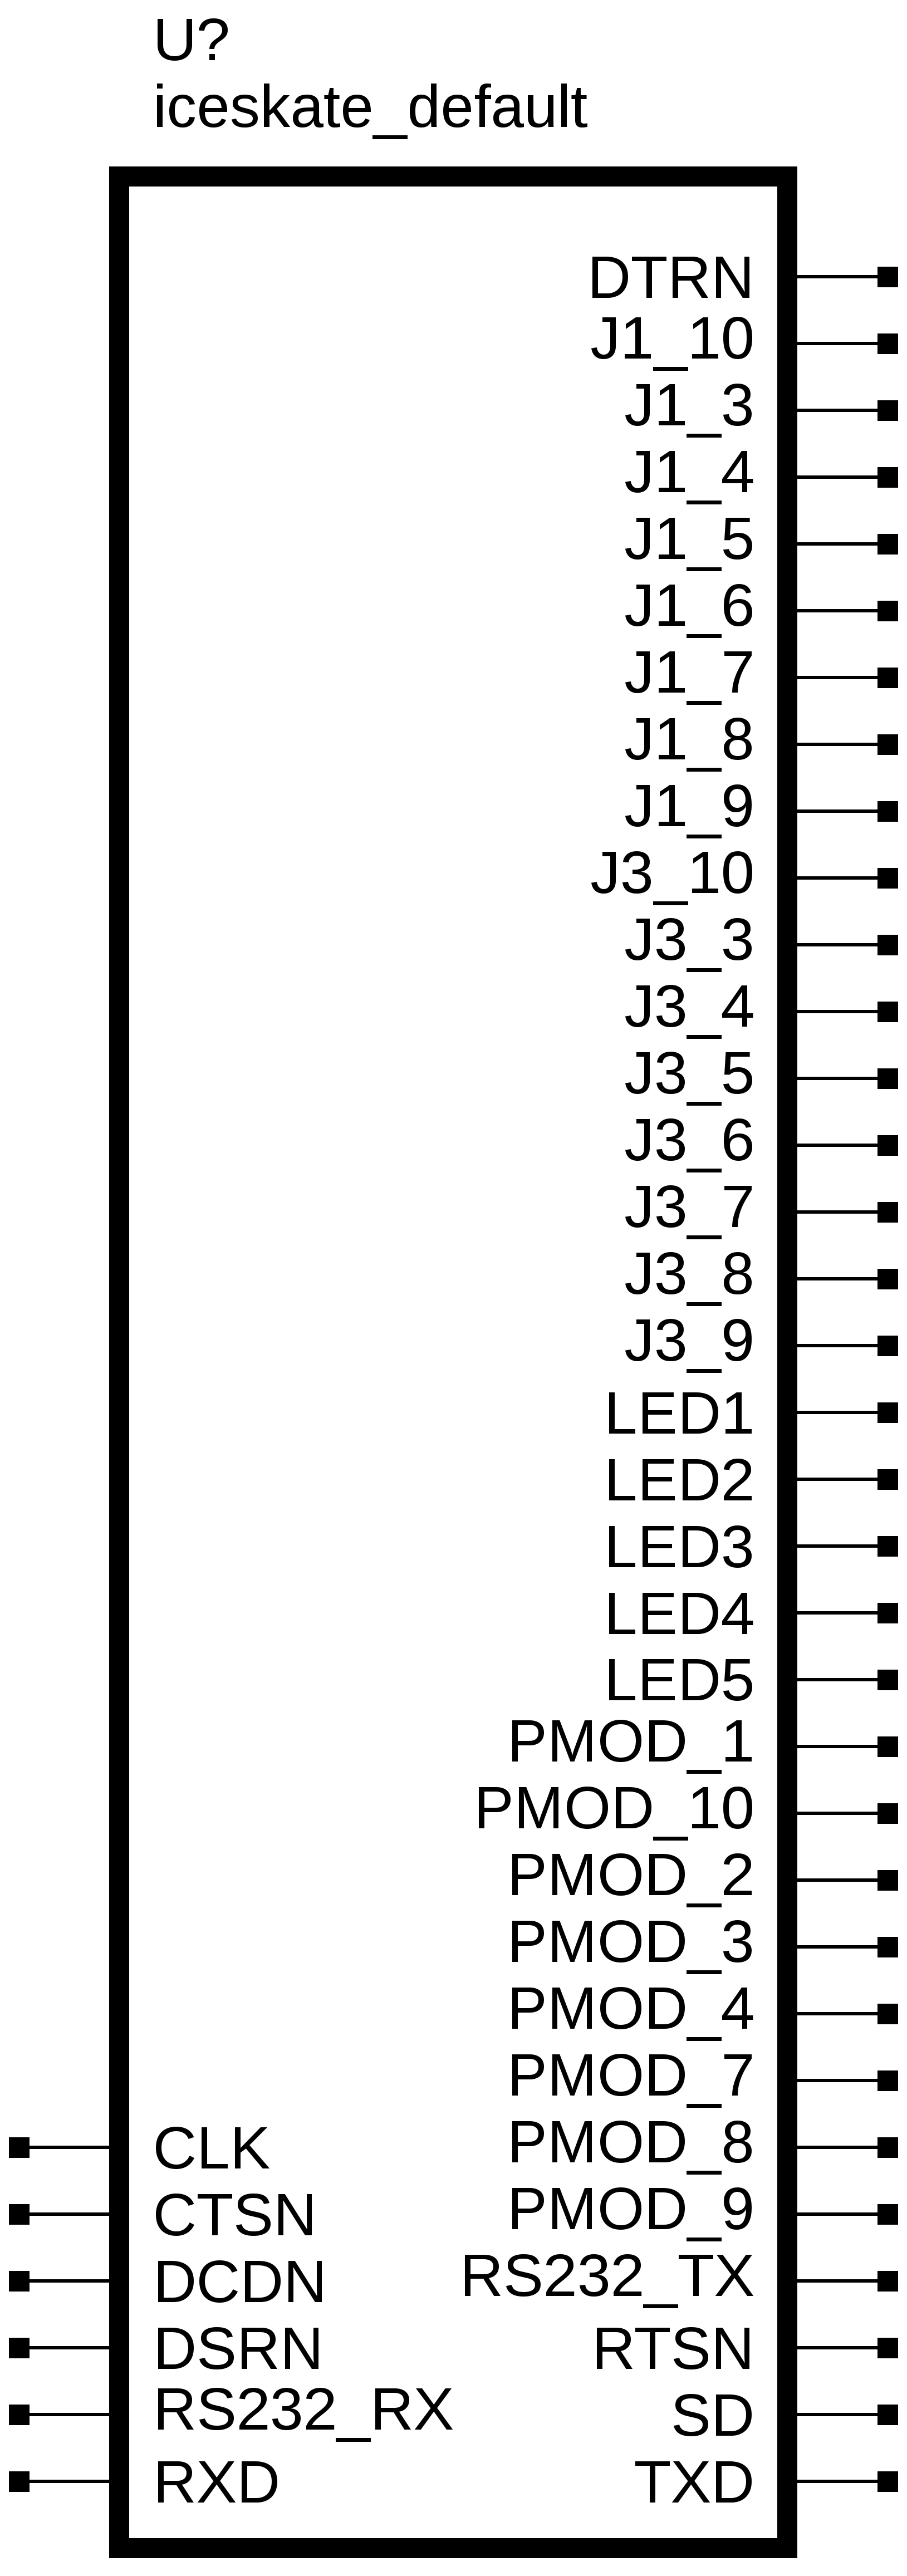 U?
iceskate_default
DTRN
J1_10
J1_3
J1_4
J1_5
J1_6
J1_7
J1_8
J1_9
J3_10
J3_3
J3_4
J3_5
J3_6
J3_7
J3_8
J3_9
LED1
LED2
LED3
LED4
LED5
PMOD_1
PMOD_10
PMOD_2
PMOD_3
PMOD_4
PMOD_7
CLK PMOD_8
CTSN PMOD_9
DCDN RS232_TX
DSRN RTSN
RS232_RX SD
RXD TXD